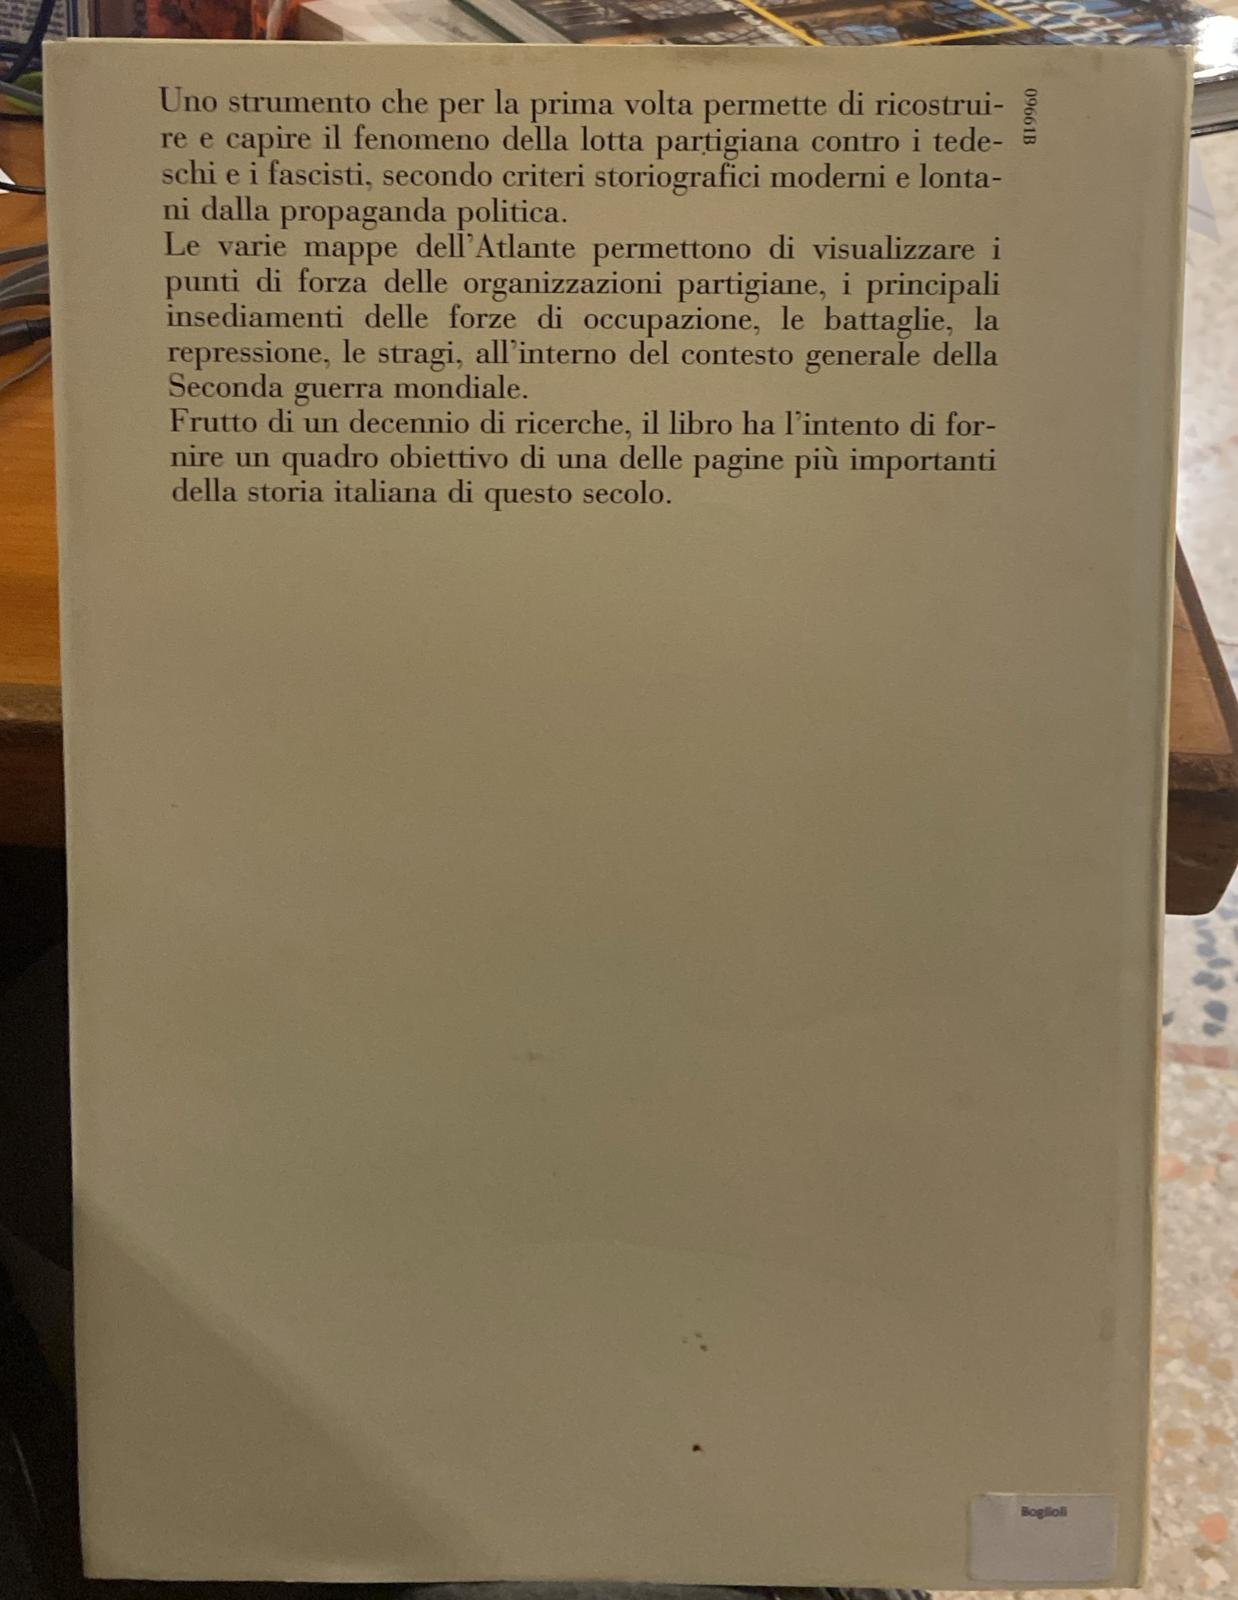 Uno strumento che per la prima volta permette di ricostrui-
re e capire il fenomeno della lotta partigiana contro i tede-
schi e i fascisti, secondo criteri storiografici moderni e lonta-
ni dalla propaganda politica.
Le varie mappe dell'Atlante permettono di visualizzare i
punti di forza delle organizzazioni partigiane, i principali
insediamenti delle forze di occupazione, le battaglie, la
repressione, le stragi, all'interno del contesto generale della
Seconda guerra mondiale.
Frutto di un decennio di ricerche, il libro ha l'intento di for-
nire un quadro obiettivo di una delle pagine più importanti
della storia italiana di questo secolo.
09661B
Boglioli